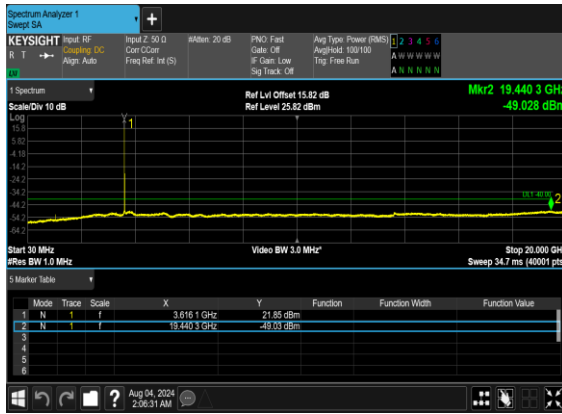 Spectrum Analyzer 1
Swept SA
+
KEYSIGHT Input: RF Input Z: 50 Ω #Atten: 20 dB PNO: Fast Avg Type: Power (RMS) 1 2 3 4 5 6
R T Coupling: DC Corr CCorr Gate: Off Avg|Hold: 100/100 A W W W W W
Align: Auto Freq Ref: Int (S) IF Gain: Low Trig: Free Run
Sig Track: Off A N N N N N
1 Spectrum Ref Lvl Offset 15.82 dB Mkr2 19.440 3 GHz
Scale/Div 10 dB Ref Level 25.82 dBm -49.028 dBm
Log
15.8
5.82
-4.18
-14.2
-24.2
-34.2
-44.2
-54.2
-64.2
1
2
Start 30 MHz Video BW 3.0 MHz* Stop 20.000 GH
#Res BW 1.0 MHz Sweep 34.7 ms (40001 pts
5 Marker Table
Mode Trace Scale X Y Function Function Width Function Value
1 N 1 f 3.616 1 GHz 21.85 dBm
2 N 1 f 19.440 3 GHz -49.03 dBm
3
4
5
6
? Aug 04, 2024
2:06:31 AM